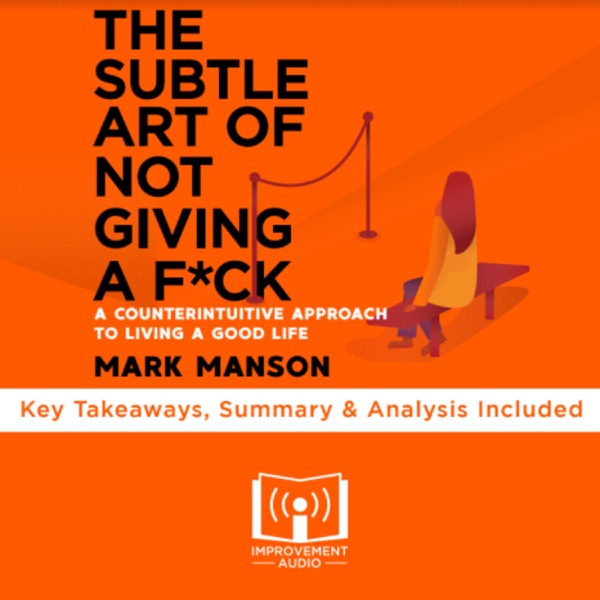 THE
SUBTLE
ART OF
NOT
GIVING
A F*CK
A COUNTERINTUITIVE APPROACH
TO LIVING A GOOD LIFE
MARK MANSON
Key Takeaways, Summary & Analysis Included
IMPROVEMENT
AUDIO